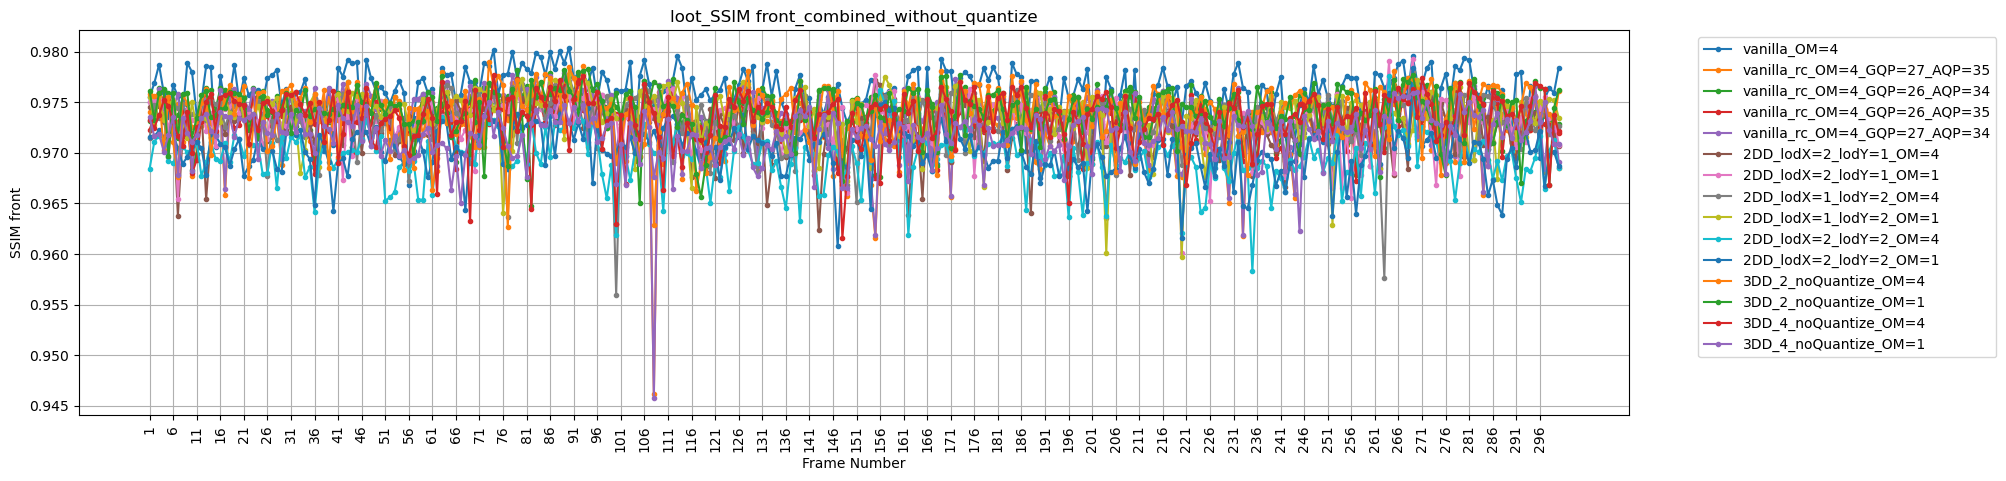 loot_SSIM front_combined_without_quantize
SSIM front
0.980
0.975
0.970
0.965
0.960
0.955
0.950
0.945
1 6 11 16 21 26 31 36 41 46 51 56 61 66 71 76 81 86 91 96 101 106 111 116 121 126 131 136 141 146 151 156 161 166 171 176 181 186 191 196 201 206 211 216 221 226 231 236 241 246 251 256 261 266 271 276 281 286 291 296
Frame Number
vanilla_OM=4
vanilla_rc_OM=4_GQP=27_AQP=35
vanilla_rc_OM=4_GQP=26_AQP=34
vanilla_rc_OM=4_GQP=26_AQP=35
vanilla_rc_OM=4_GQP=27_AQP=34
2DD_lodX=2_lodY=1_OM=4
2DD_lodX=2_lodY=1_OM=1
2DD_lodX=1_lodY=2_OM=4
2DD_lodX=1_lodY=2_OM=1
2DD_lodX=2_lodY=2_OM=4
2DD_lodX=2_lodY=2_OM=1
3DD_2_noQuantize_OM=4
3DD_2_noQuantize_OM=1
3DD_4_noQuantize_OM=4
3DD_4_noQuantize_OM=1